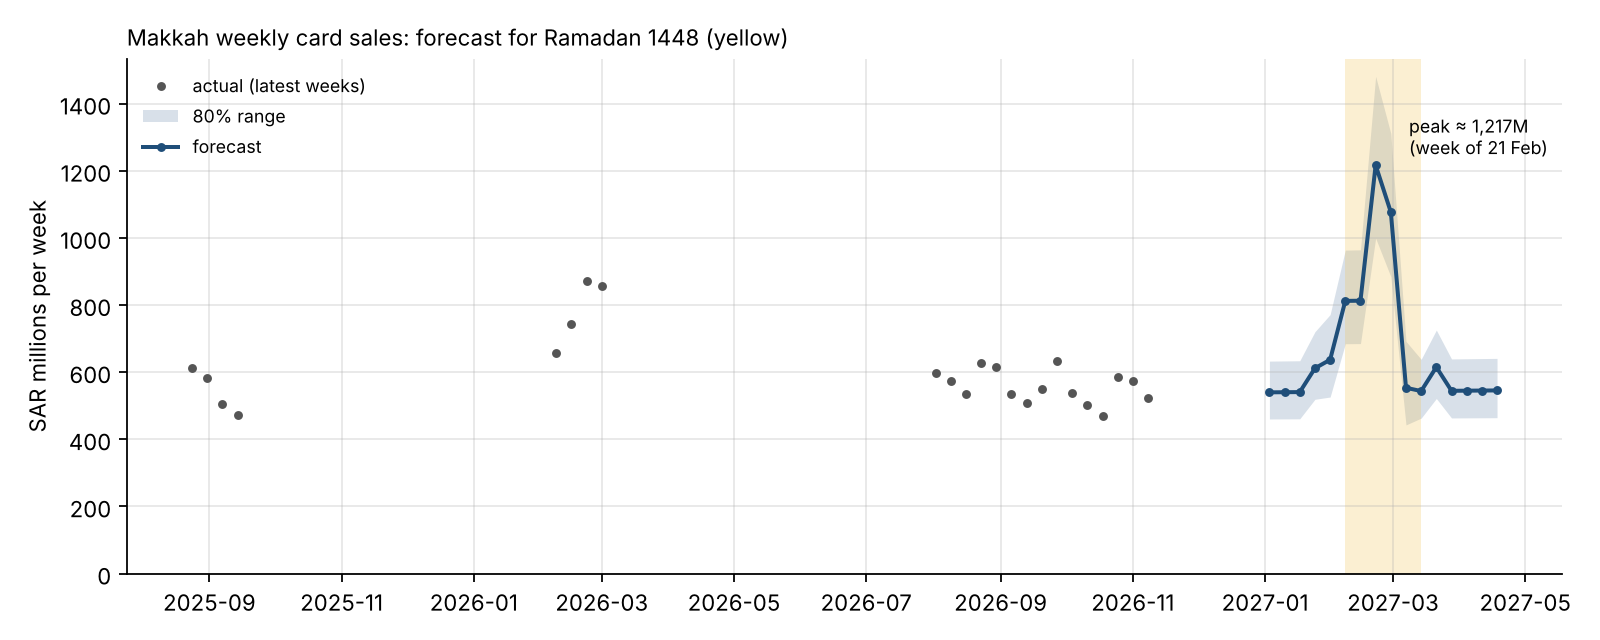 Makkah weekly card sales: forecast for Ramadan 1448 (yellow)
actual (latest weeks)
80% range
forecast
peak ≈ 1,217M
(week of 21 Feb)
SAR millions per week
1400
1200
1000
800
600
400
200
0
2025-09 2025-11 2026-01 2026-03 2026-05 2026-07 2026-09 2026-11 2027-01 2027-03 2027-05